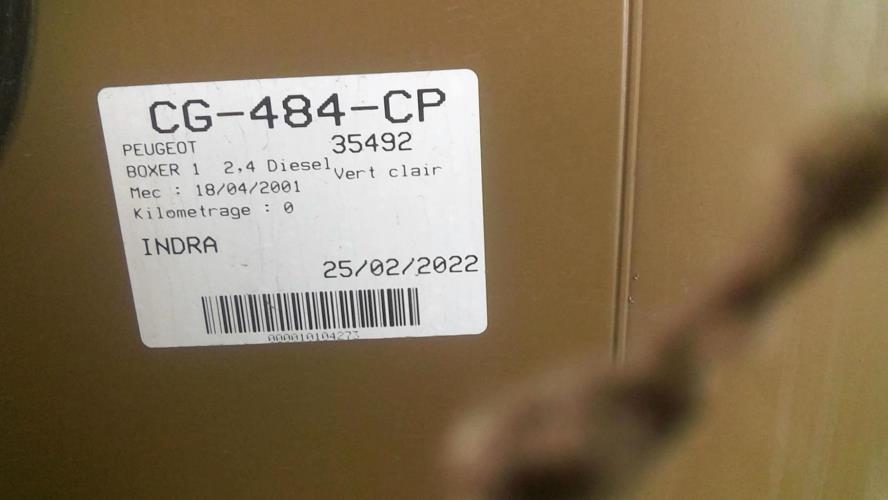 CG-484-CP
PEUGEOT 35492
BOXER 1 2,4 Diesel Vert clair
Mec : 18/04/2001
Kilometrage : 0
INDRA
25/02/2022
000010104273